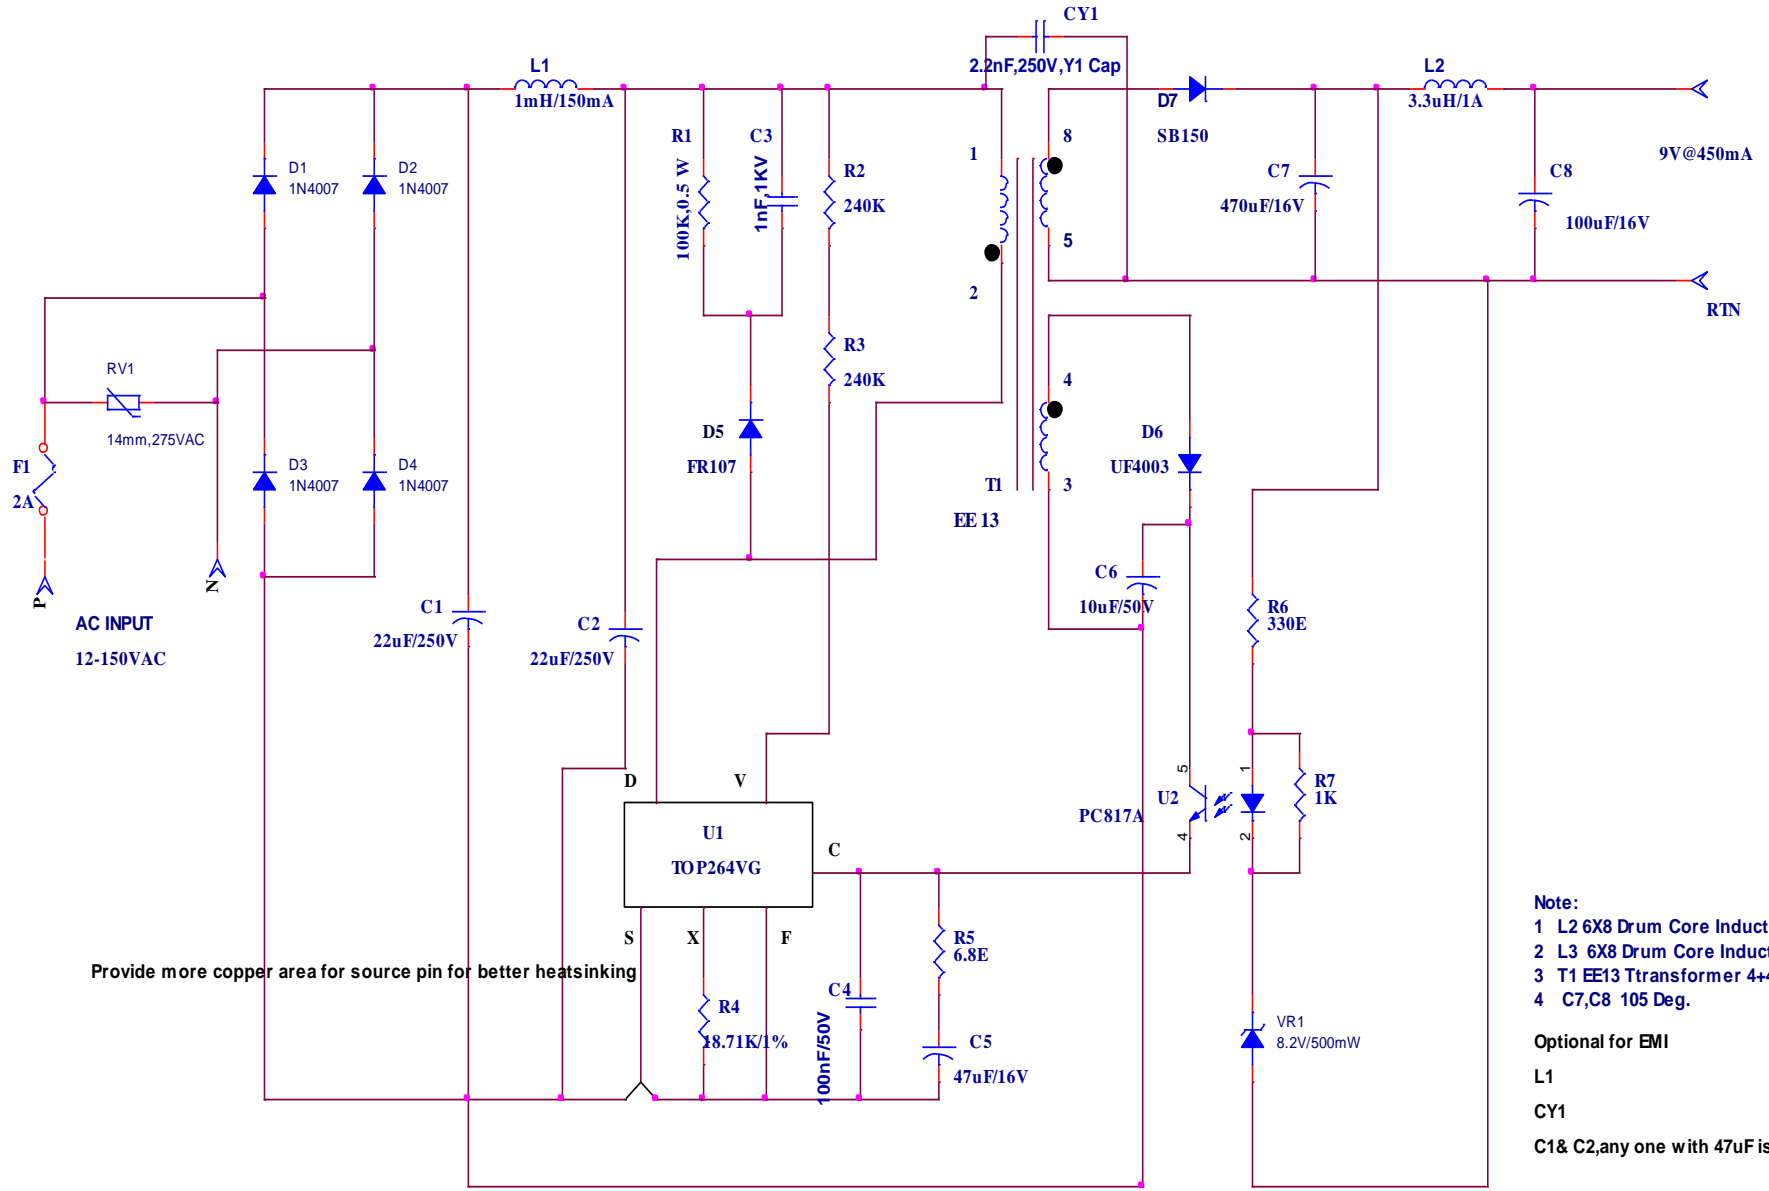 CY1
2.2nF,250V,Y1 Cap
L1
1mH/150mA
L2
3.3uH/1A
D7
SB150
R1
100K,0.5 W
C3
1nF,1KV
R2
240K
1
8
2
5
C7
470uF/16V
C8
100uF/16V
9V@450mA
RTN
D1
1N4007
D2
1N4007
RV1
14mm,275VAC
R3
240K
D5
FR107
4
3
T1
EE 13
D6
UF4003
F1
2A
D3
1N4007
D4
1N4007
P
N
AC INPUT
12-150VAC
C1
22uF/250V
C2
22uF/250V
C6
10uF/50V
R6
330E
D
V
U1
TOP264VG
C
S
X
F
5
4
U2
PC817A
1
2
R7
1K
Provide more copper area for source pin for better heatsinking
R4
18.71K/1%
C4
100nF/50V
R5
6.8E
C5
47uF/16V
VR1
8.2V/500mW
Note:
1 L2 6X8 Drum Core Induct
2 L3 6X8 Drum Core Induct
3 T1 EE13 Ttransformer 4+4
4 C7,C8 105 Deg.
Optional for EMI
L1
CY1
C1& C2,any one with 47uF is